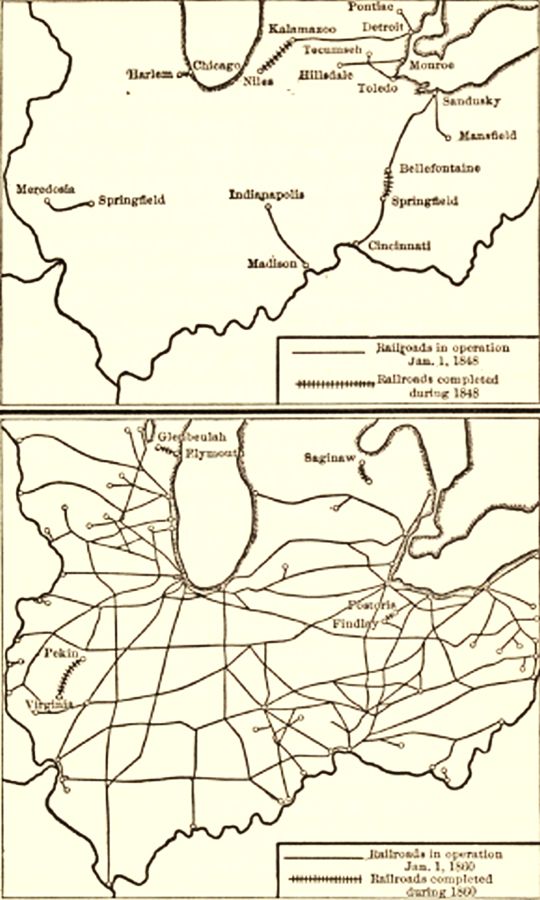 Pontiac
Detroit
Kalamazoo
Tecumseh
Chicago
Harlem
Niles
Hillsdale
Monroe
Toledo
Sandusky
Mansfield
Bellefontaine
Meredosia
Springfield
Indianapolis
Springfield
Cincinnati
Madison
Railroads in operation
Jan. 1, 1848
Railroads completed
during 1848
Glenbeulah
Plymouth
Saginaw
Fostoria
Findlay
Pekin
Virginia
Railroads in operation
Jan. 1, 1860
Railroads completed
during 1860